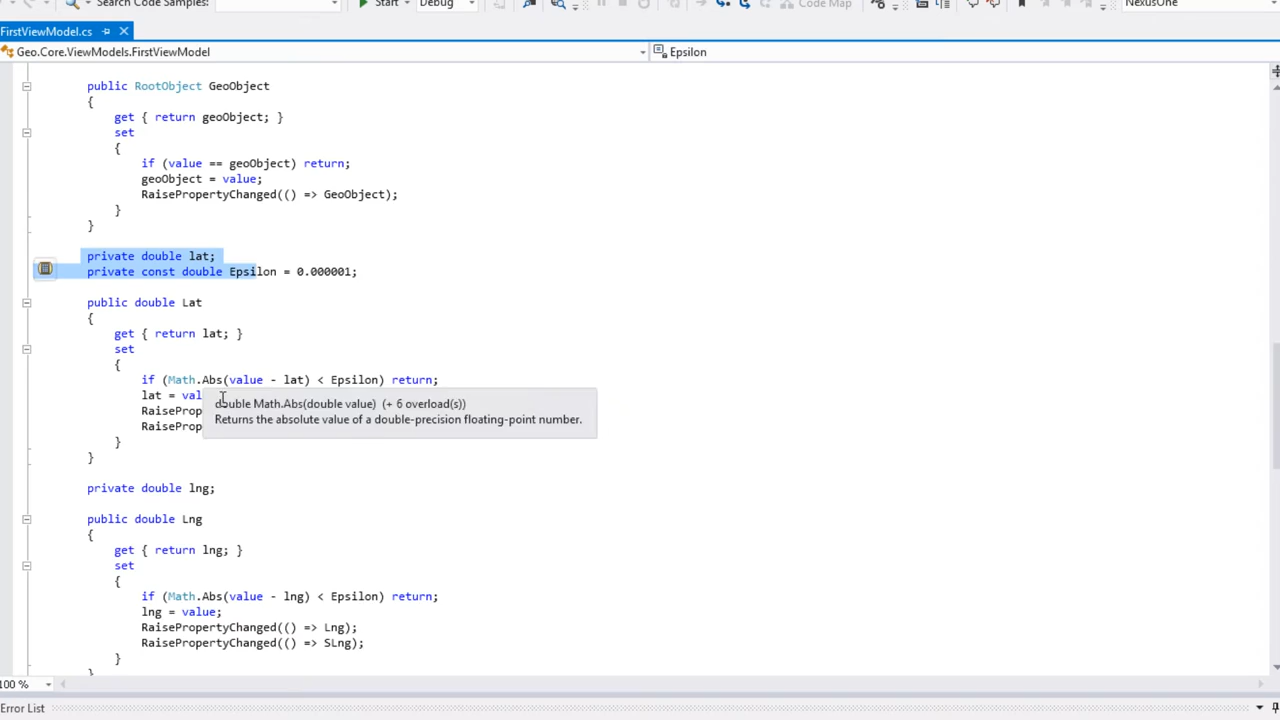 Search Code Samples:
Start
Debug
Code Map
NexusOne
FirstViewModel.cs
Geo.Core.ViewModels.FirstViewModel
Epsilon
public RootObject GeoObject
{
get { return geoObject; }
set
{
if (value == geoObject) return;
geoObject = value;
RaisePropertyChanged(() => GeoObject);
}
}
private double lat;
private const double Epsilon = 0.000001;
public double Lat
{
get { return lat; }
set
{
if (Math.Abs(value - lat) < Epsilon) return;
lat = val
double Math.Abs(double value) (+ 6 overload(s))
RaiseProp
Returns the absolute value of a double-precision floating-point number.
RaiseProp
}
}
private double lng;
public double Lng
{
get { return lng; }
set
{
if (Math.Abs(value - lng) < Epsilon) return;
lng = value;
RaisePropertyChanged(() => Lng);
RaisePropertyChanged(() => SLng);
}
}
100 %
Error List